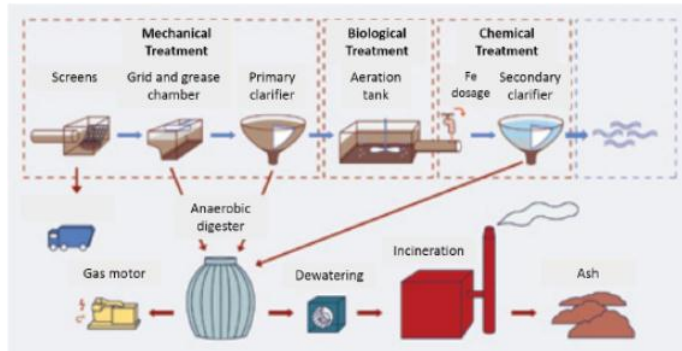 Mechanical
Treatment
Biological
Treatment
Chemical
Treatment
Screens
Grid and grease
chamber
Primary
clarifier
Aeration
tank
Fe
dosage
Secondary
clarifier
Anaerobic
digester
Gas motor
Dewatering
Incineration
Ash